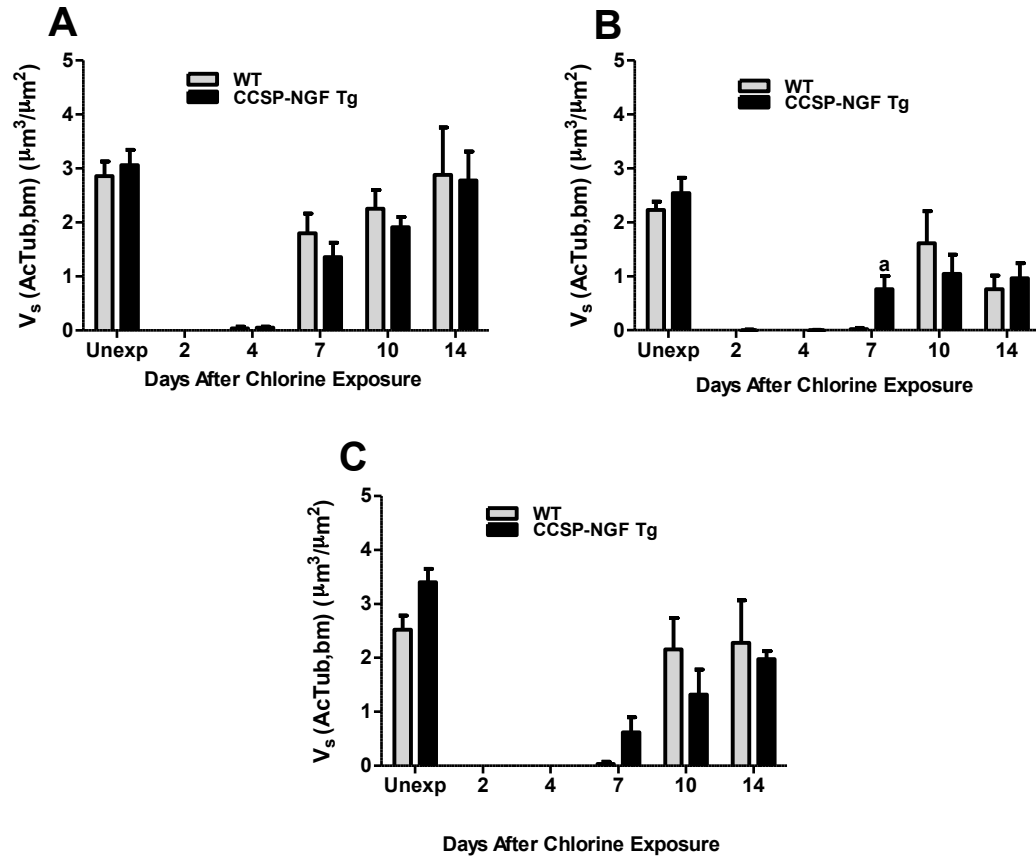 A
V_s (AcTub,bm) (μm³/μm²)
5
4
3
2
1
0
WT
CCSP-NGF Tg
Unexp 2 4 7 10 14
Days After Chlorine Exposure
B
V_s (AcTub,bm) (μm³/μm²)
5
4
3
2
1
0
WT
CCSP-NGF Tg
a
Unexp 2 4 7 10 14
Days After Chlorine Exposure
C
V_s (AcTub,bm) (μm³/μm²)
5
4
3
2
1
0
WT
CCSP-NGF Tg
Unexp 2 4 7 10 14
Days After Chlorine Exposure